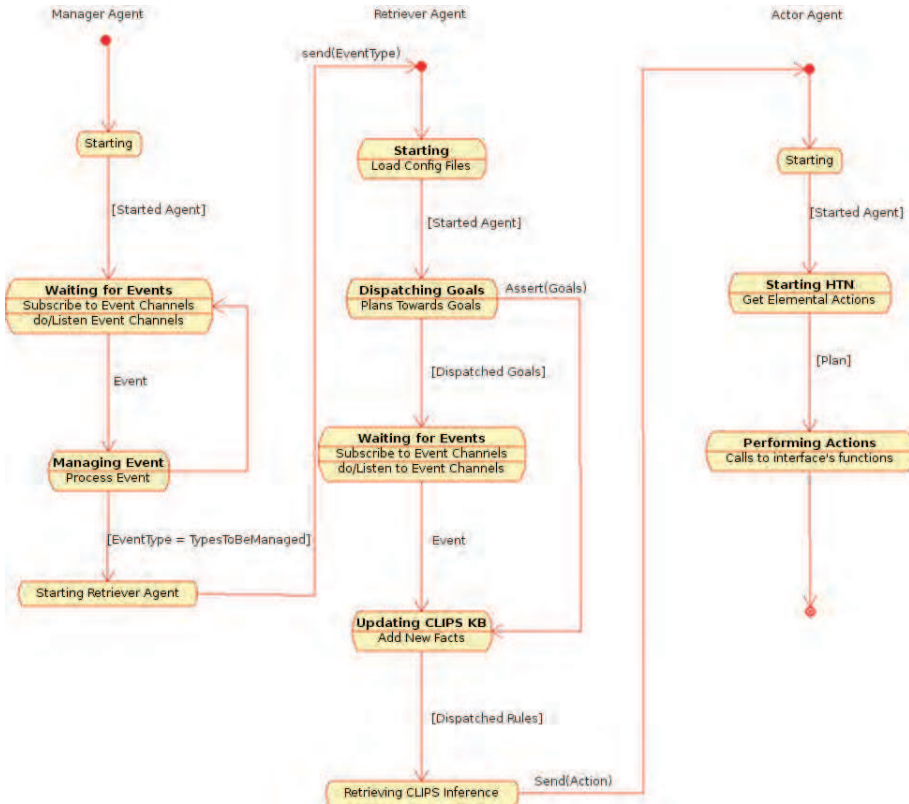 Manager Agent
Starting
[Started Agent]
Waiting for Events
Subscribe to Event Channels
do/Listen Event Channels
Event
Managing Event
Process Event
[EventType = TypesToBeManaged]
Starting Retriever Agent
Retriever Agent
send(EventType)
Starting
Load Config Files
[Started Agent]
Dispatching Goals
Plans Towards Goals
Assert(Goals)
[Dispatched Goals]
Waiting for Events
Subscribe to Event Channels
do/Listen to Event Channels
Event
Updating CLIPS KB
Add New Facts
[Dispatched Rules]
Retrieving CLIPS Inference
Send(Action)
Actor Agent
Starting
[Started Agent]
Starting HTN
Get Elemental Actions
[Plan]
Performing Actions
Calls to interface's functions